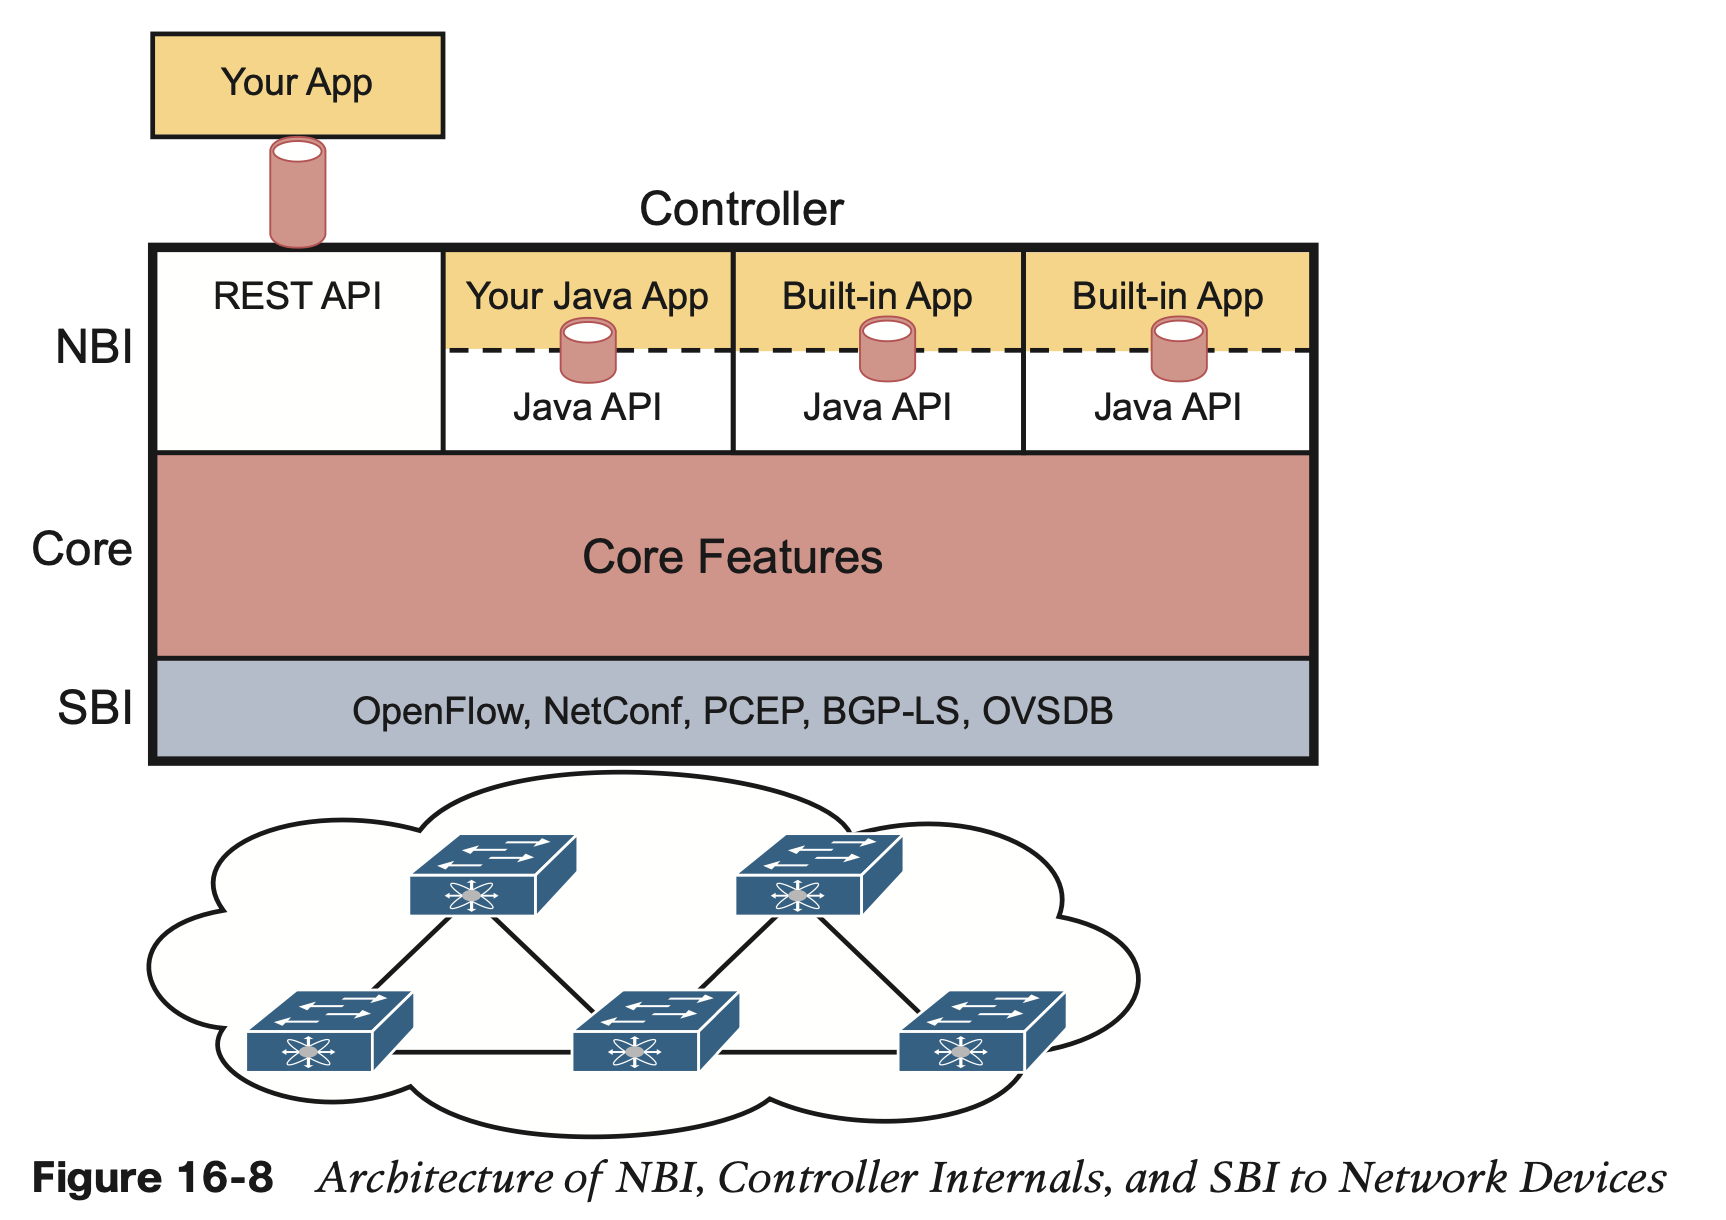 Your App
Controller
NBI
REST API
Your Java App
Java API
Built-in App
Java API
Built-in App
Java API
Core
Core Features
SBI
OpenFlow, NetConf, PCEP, BGP-LS, OVSDB
Figure 16-8 Architecture of NBI, Controller Internals, and SBI to Network Devices